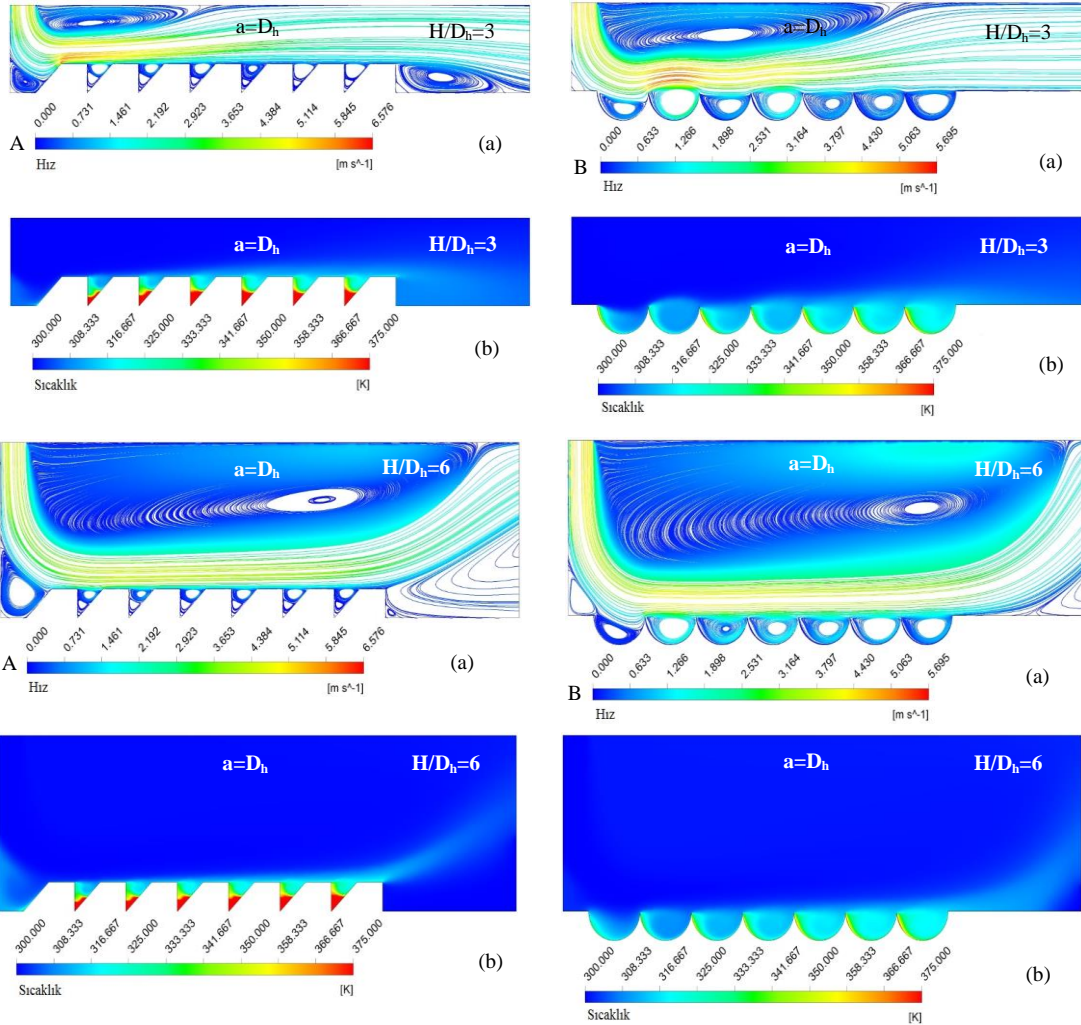 a=Dₕ H/Dₕ=3
0.000 0.731 1.461 2.192 2.923 3.653 4.384 5.114 5.845 6.576
A Hız [m s^-1] (a)
a=Dₕ H/Dₕ=3
0.000 0.633 1.266 1.898 2.531 3.164 3.797 4.430 5.063 5.695
B Hız [m s^-1] (a)
a=Dₕ H/Dₕ=3
300.000 308.333 316.667 325.000 333.333 341.667 350.000 358.333 366.667 375.000
Sıcaklık [K] (b)
a=Dₕ H/Dₕ=3
300.000 308.333 316.667 325.000 333.333 341.667 350.000 358.333 366.667 375.000
Sıcaklık [K] (b)
a=Dₕ H/Dₕ=6
0.000 0.731 1.461 2.192 2.923 3.653 4.384 5.114 5.845 6.576
A Hız [m s^-1] (a)
a=Dₕ H/Dₕ=6
0.000 0.633 1.266 1.898 2.531 3.164 3.797 4.430 5.063 5.695
B Hız [m s^-1] (a)
a=Dₕ H/Dₕ=6
300.000 308.333 316.667 325.000 333.333 341.667 350.000 358.333 366.667 375.000
Sıcaklık [K] (b)
a=Dₕ H/Dₕ=6
300.000 308.333 316.667 325.000 333.333 341.667 350.000 358.333 366.667 375.000
Sıcaklık [K] (b)